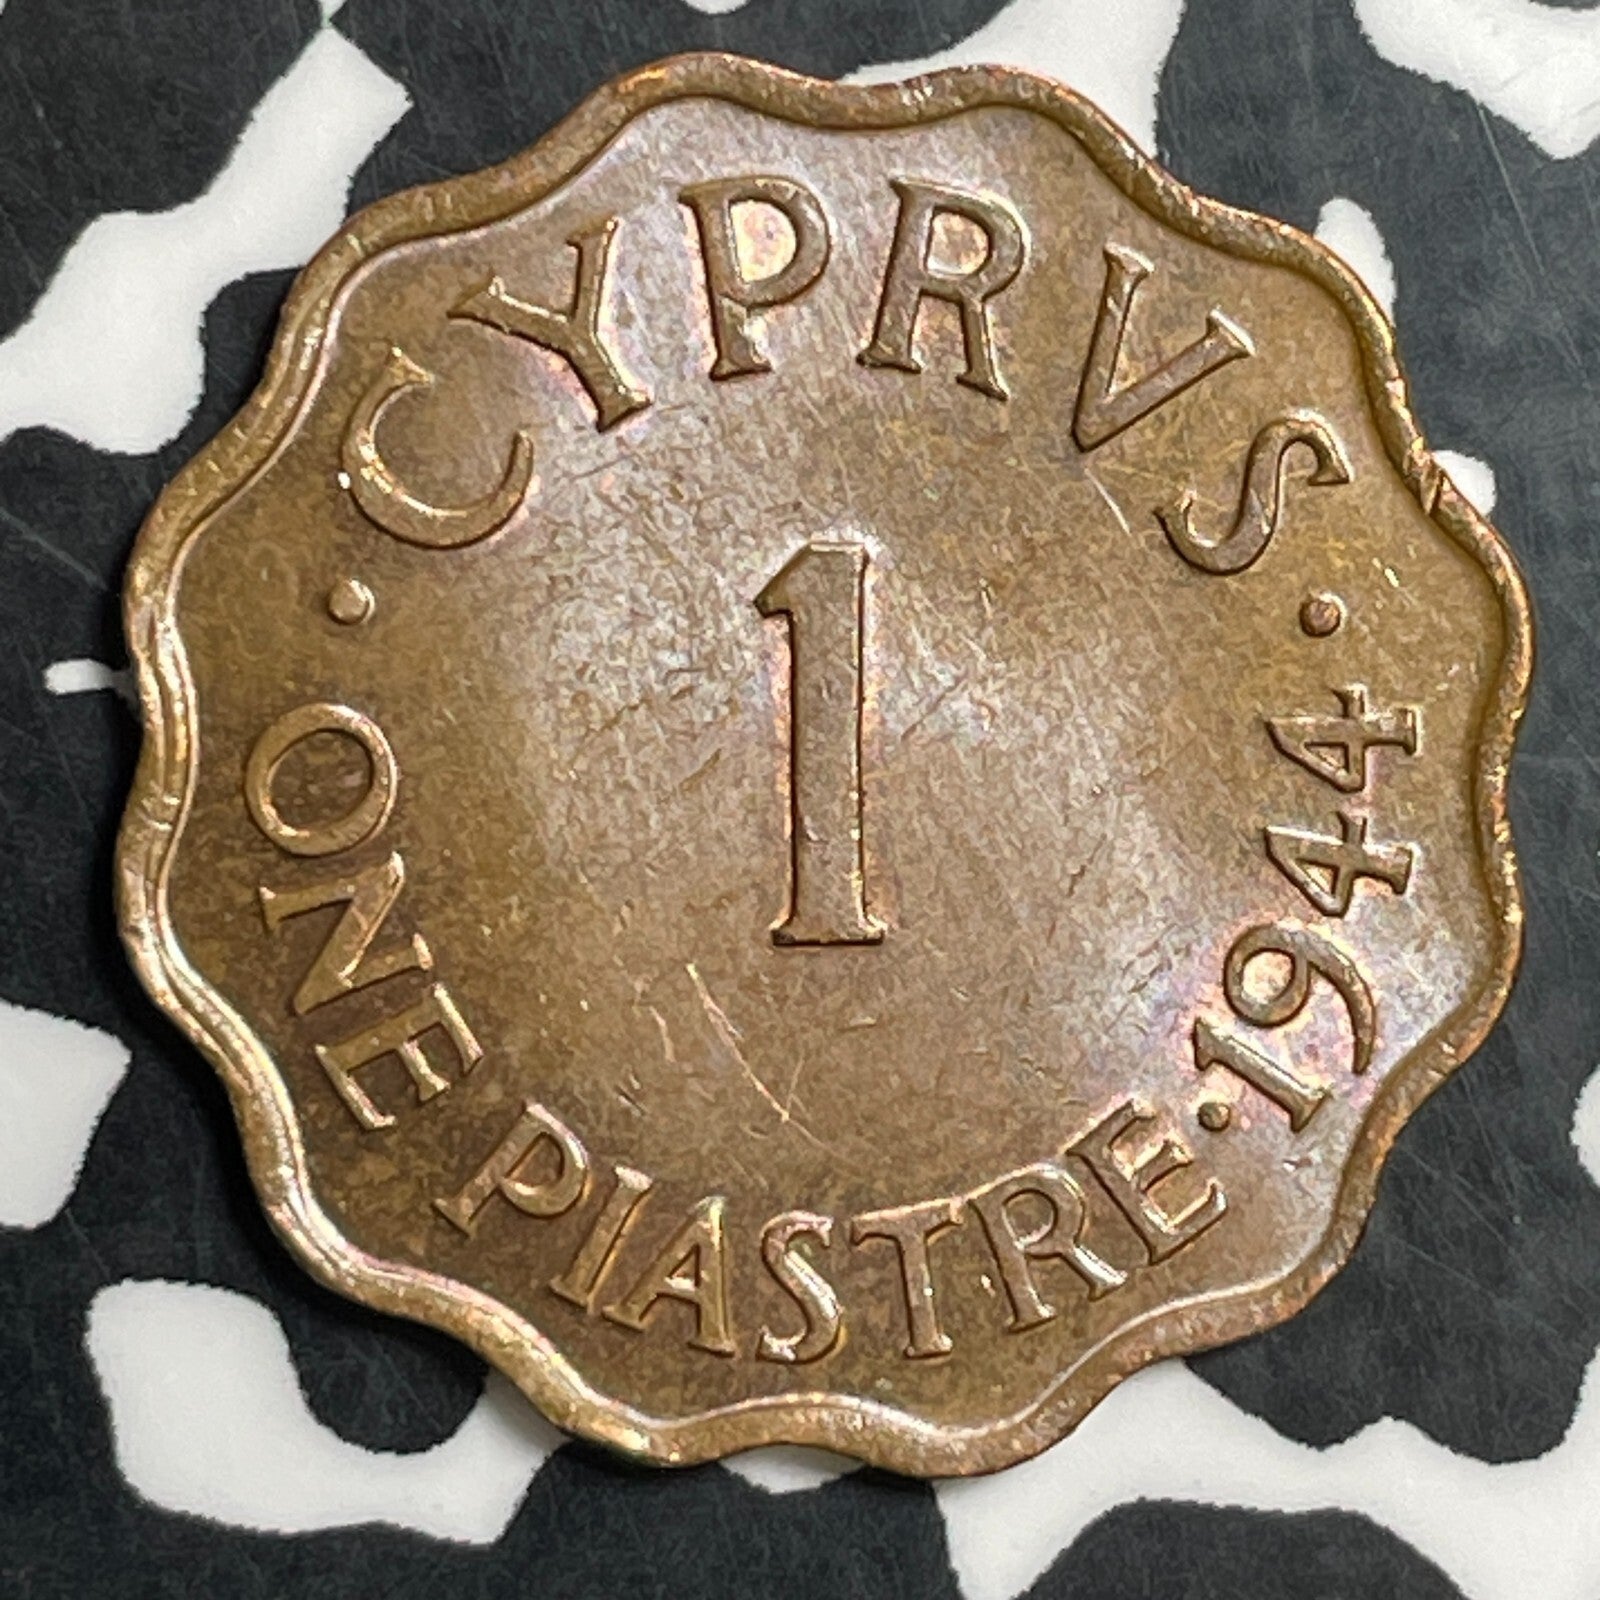 · CYPRVS ·
1
ONE PIASTRE · 1944